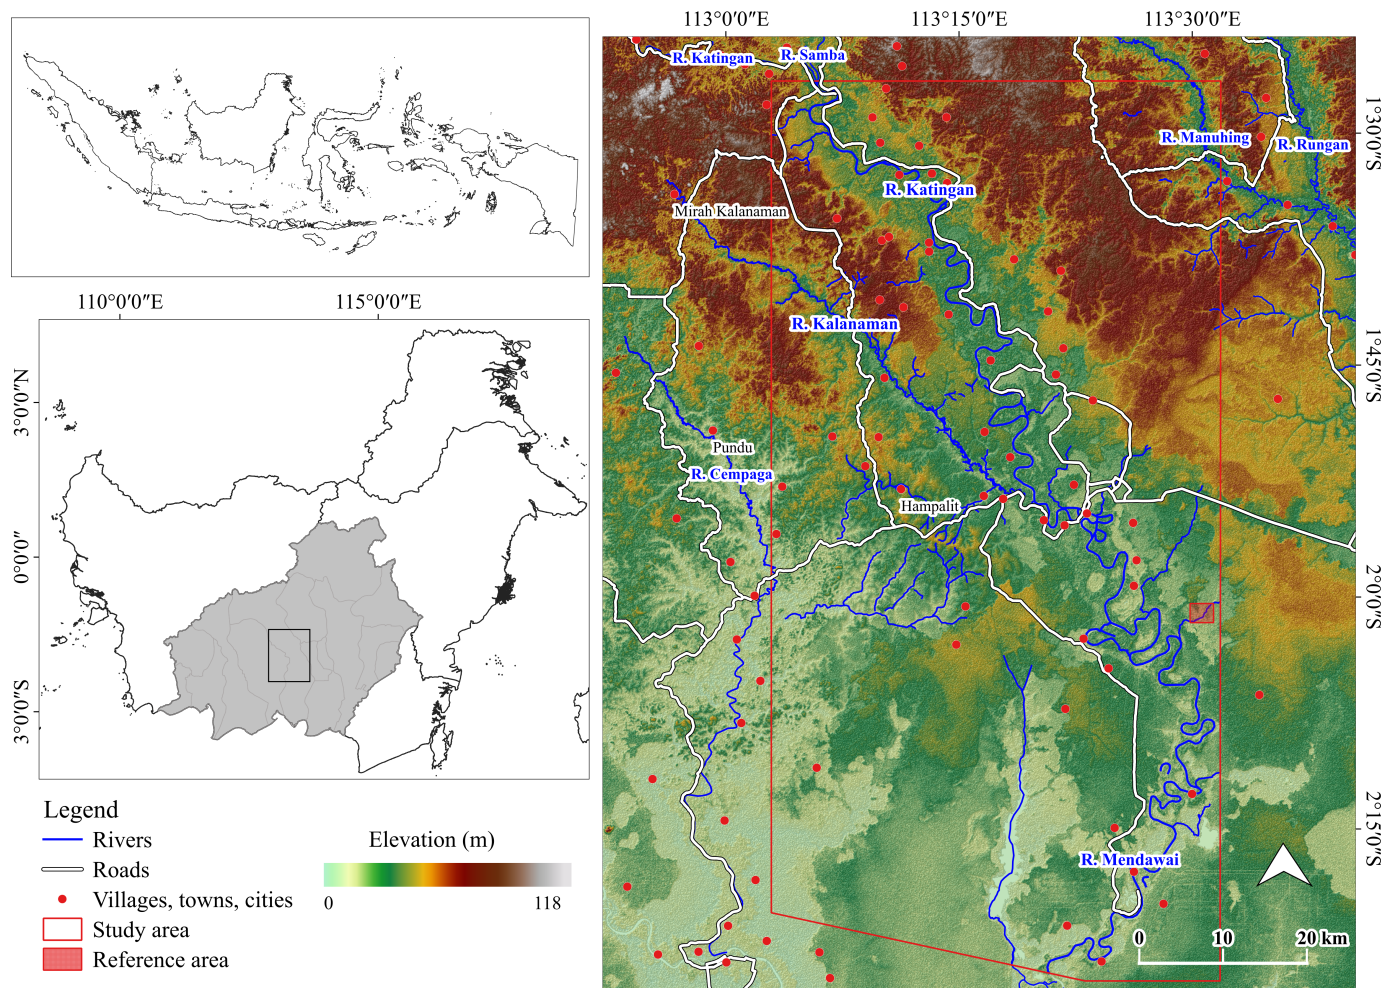 113°0′0″E 113°15′0″E 113°30′0″E
R. Katingan
R. Samba
R. Manuhing
R. Rungan
1°30′0″S
R. Katingan
Mirah Kalanaman
110°0′0″E 115°0′0″E
R. Kalanaman
1°45′0″S
3°0′0″N
Pundu
R. Cempaga
Hampalit
0°0′0″
2°0′0″S
3°0′0″S
2°15′0″S
Legend
Rivers
Roads
Villages, towns, cities
Study area
Reference area
Elevation (m)
0 118
R. Mendawai
0 10 20 km